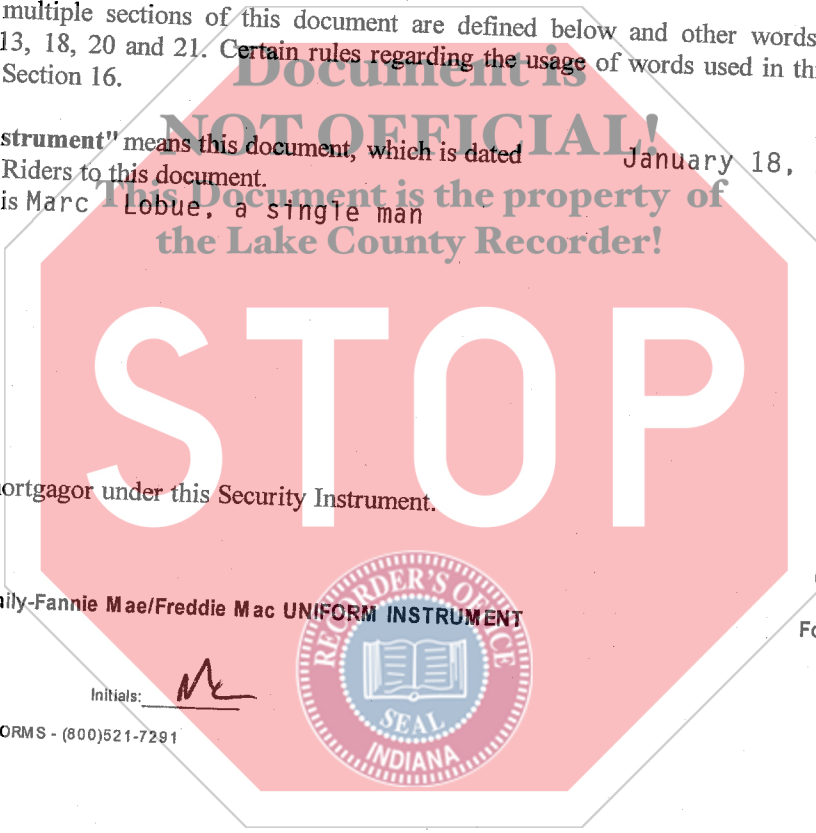 multiple sections of this document are defined below and other words
13, 18, 20 and 21. Certain rules regarding the usage of words used in
Section 16.
Document is
strument" means this document, which is dated January 18,
NOT OFFICIAL!
Riders to this document.
This Document is the property of
is Marc Lobue, a single man
the Lake County Recorder!
STOP
ortgagor under this Security Instrument.
RECORDER'S OFFICE
ily-Fannie Mae/Freddie Mac UNIFORM INSTRUMENT
Fo
Initials:
SEAL
ORMS - (800)521-7291
INDIANA